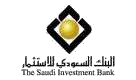 البنك السعودي للاستثمار
The Saudi Investment Bank